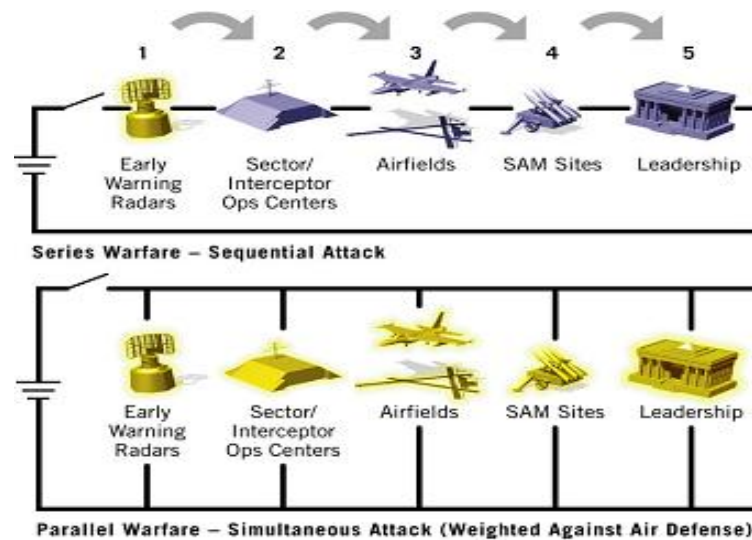 1 2 3 4 5
Early Warning Radars
Sector/ Interceptor Ops Centers
Airfields
SAM Sites
Leadership
Series Warfare – Sequential Attack
Early Warning Radars
Sector/ Interceptor Ops Centers
Airfields
SAM Sites
Leadership
Parallel Warfare – Simultaneous Attack (Weighted Against Air Defense)